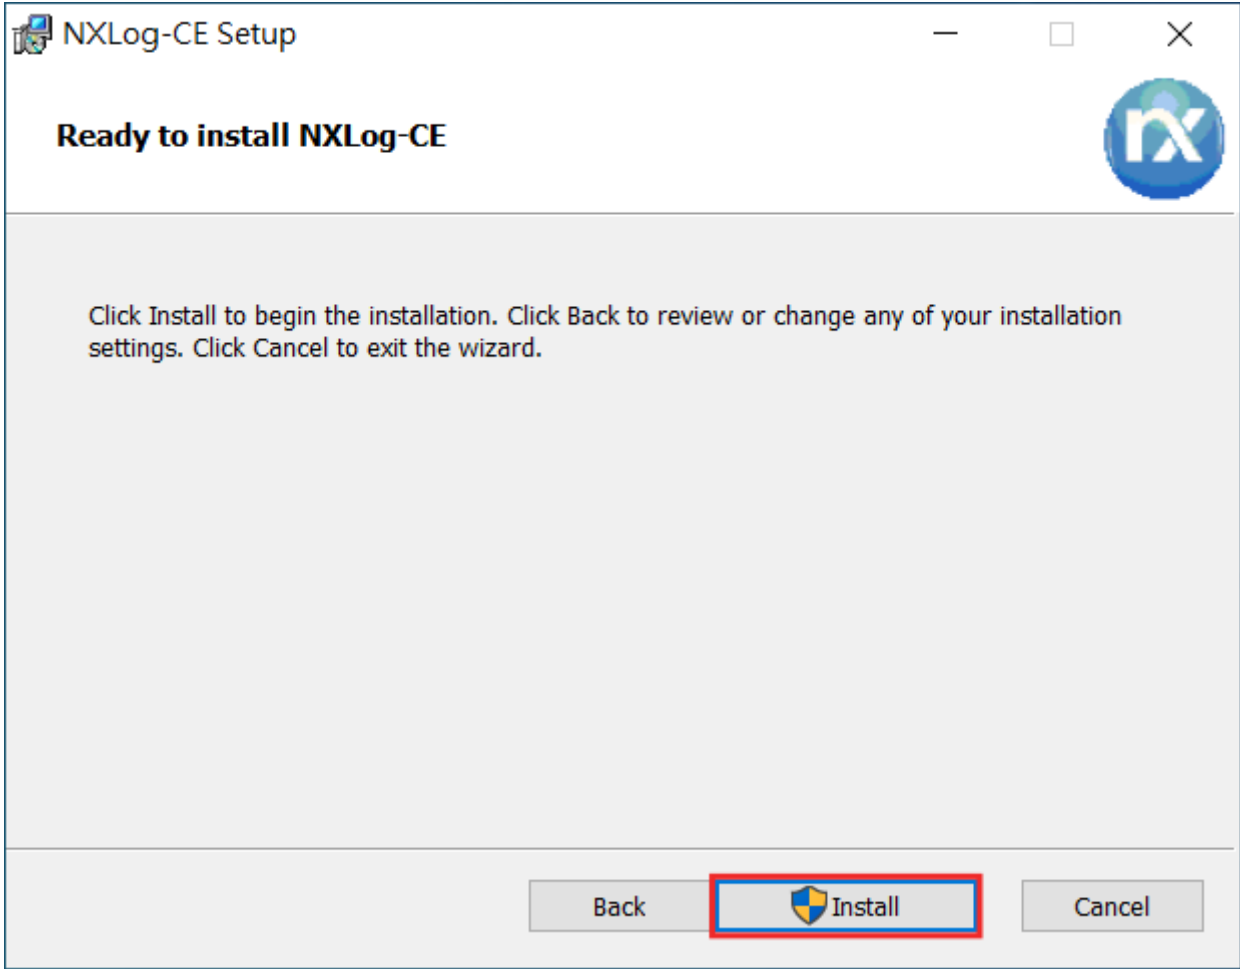 NXLog-CE Setup
Ready to install NXLog-CE
nx
Click Install to begin the installation. Click Back to review or change any of your installation
settings. Click Cancel to exit the wizard.
Back
Install
Cancel